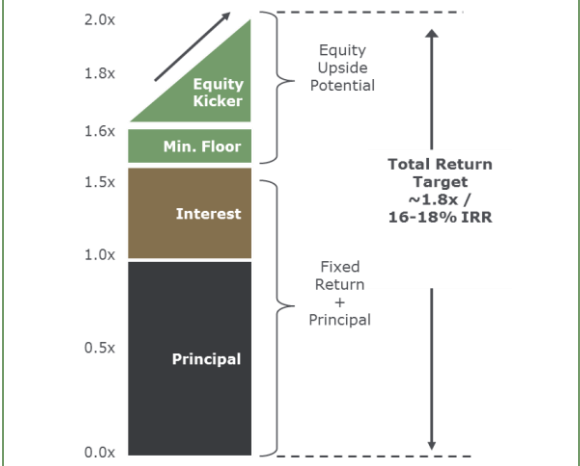 2.0x
1.8x
1.6x
1.5x
1.0x
0.5x
0.0x
Equity
Kicker
Min. Floor
Interest
Principal
Equity
Upside
Potential
Fixed
Return
+
Principal
Total Return
Target
~1.8x /
16-18% IRR